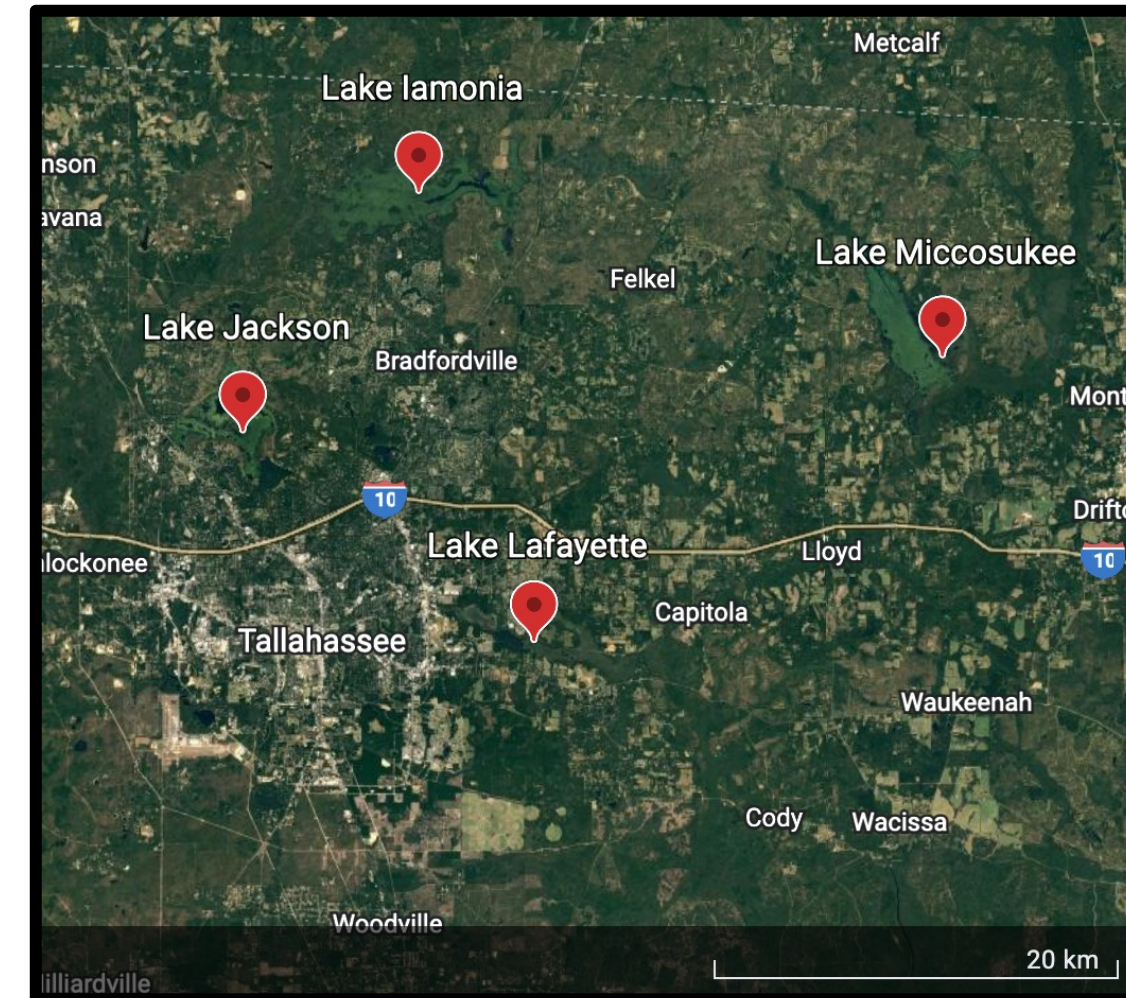 Metcalf
Lake Iamonia
nson
avana
Lake Miccosukee
Felkel
Lake Jackson
Bradfordville
Mont
10
Drifto
Lake Lafayette
Lloyd
10
lockonee
Capitola
Tallahassee
Waukeenah
Cody
Wacissa
Woodville
20 km
illiardville